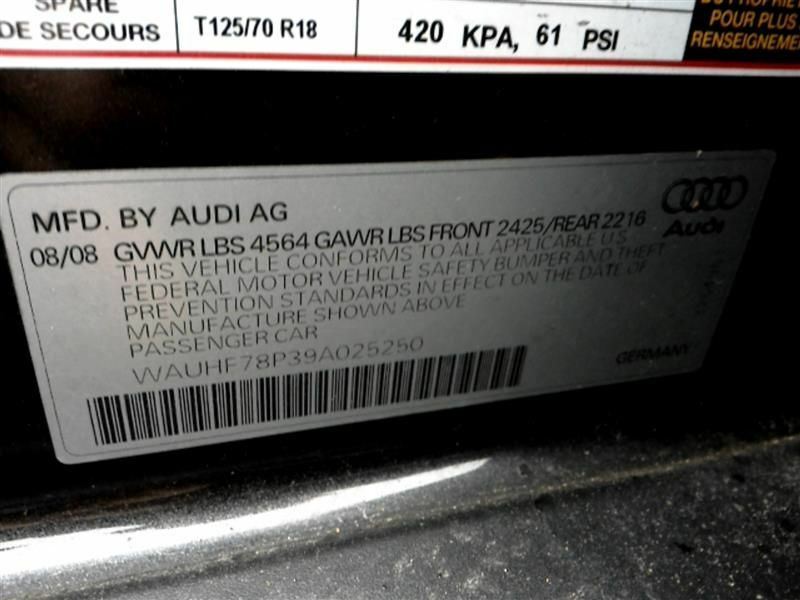 SPARE
DE SECOURS
T125/70 R18
420 KPA, 61 PSI
POUR PLUS
RENSEIGNEME
MFD. BY AUDI AG
08/08 GVWR LBS 4564 GAWR LBS FRONT 2425/REAR 2216
THIS VEHICLE CONFORMS TO ALL APPLICABLE U.S.
FEDERAL MOTOR VEHICLE SAFETY BUMPER AND THEFT
PREVENTION STANDARDS IN EFFECT ON THE DATE OF
MANUFACTURE SHOWN ABOVE
PASSENGER CAR
WAUHF78P39A025250
Audi
GERMANY